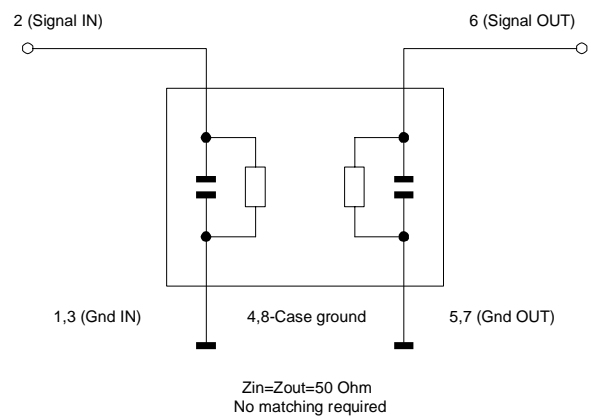 2 (Signal IN)
6 (Signal OUT)
1,3 (Gnd IN)
4,8-Case ground
5,7 (Gnd OUT)
Zin=Zout=50 Ohm
No matching required